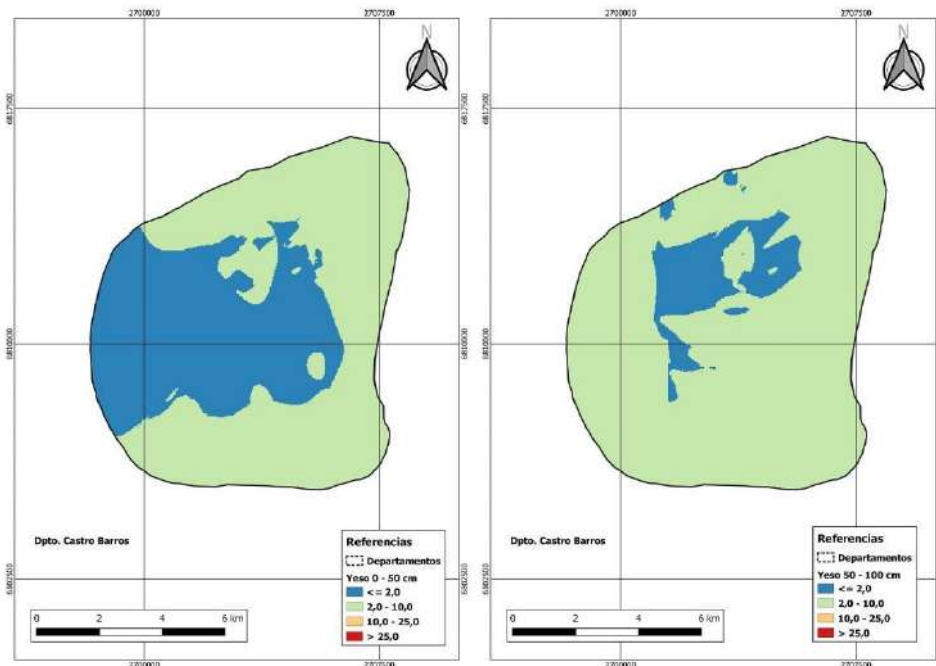 2700000
2707500
N
6817500
6810000
6802500
Dpto. Castro Barros
Referencias
Departamentos
Yeso 0 - 50 cm
<= 2,0
2,0 - 10,0
10,0 - 25,0
> 25,0
0 2 4 6 km
2700000
2707500
2700000
2707500
N
6817500
6810000
6802500
Dpto. Castro Barros
Referencias
Departamentos
Yeso 50 - 100 cm
<= 2,0
2,0 - 10,0
10,0 - 25,0
> 25,0
0 2 4 6 km
2700000
2707500